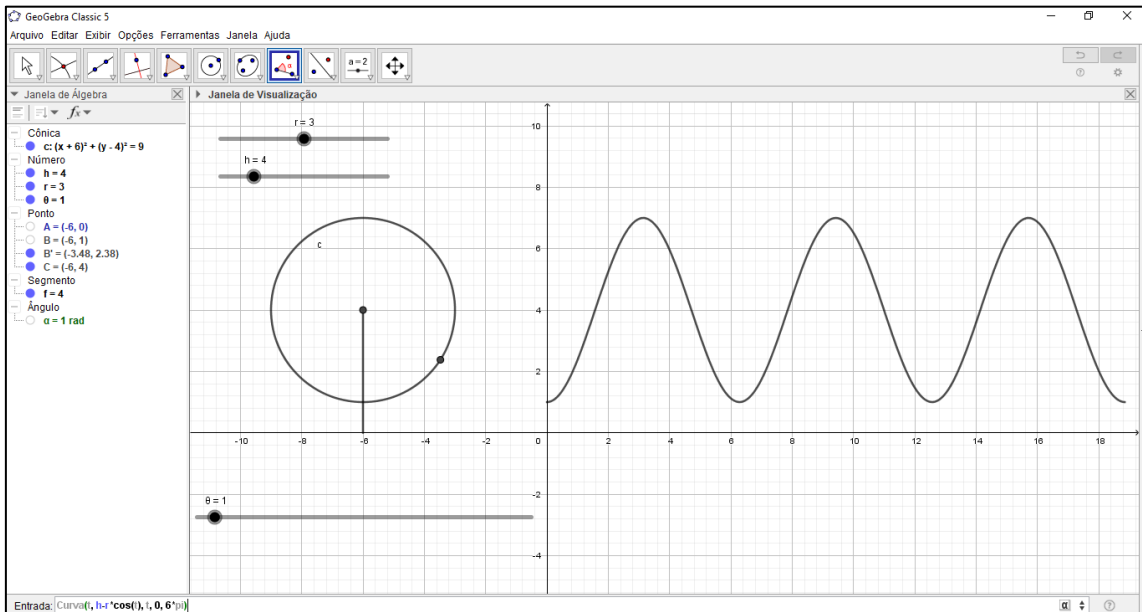 GeoGebra Classic 5
Arquivo Editar Exibir Opções Ferramentas Janela Ajuda
a = 2
Janela de Álgebra
Janela de Visualização
fx
Cônica
c: (x + 6)² + (y - 4)² = 9
Número
h = 4
r = 3
θ = 1
Ponto
A = (-6, 0)
B = (-6, 1)
B' = (-3.48, 2.38)
C = (-6, 4)
Segmento
f = 4
Ângulo
α = 1 rad
r = 3
h = 4
c
θ = 1
10
8
6
4
2
0
-2
-4
-10 -8 -6 -4 -2 2 4 6 8 10 12 14 16 18
Entrada: Curva(t, h-r*cos(t), t, 0, 6*pi)
α